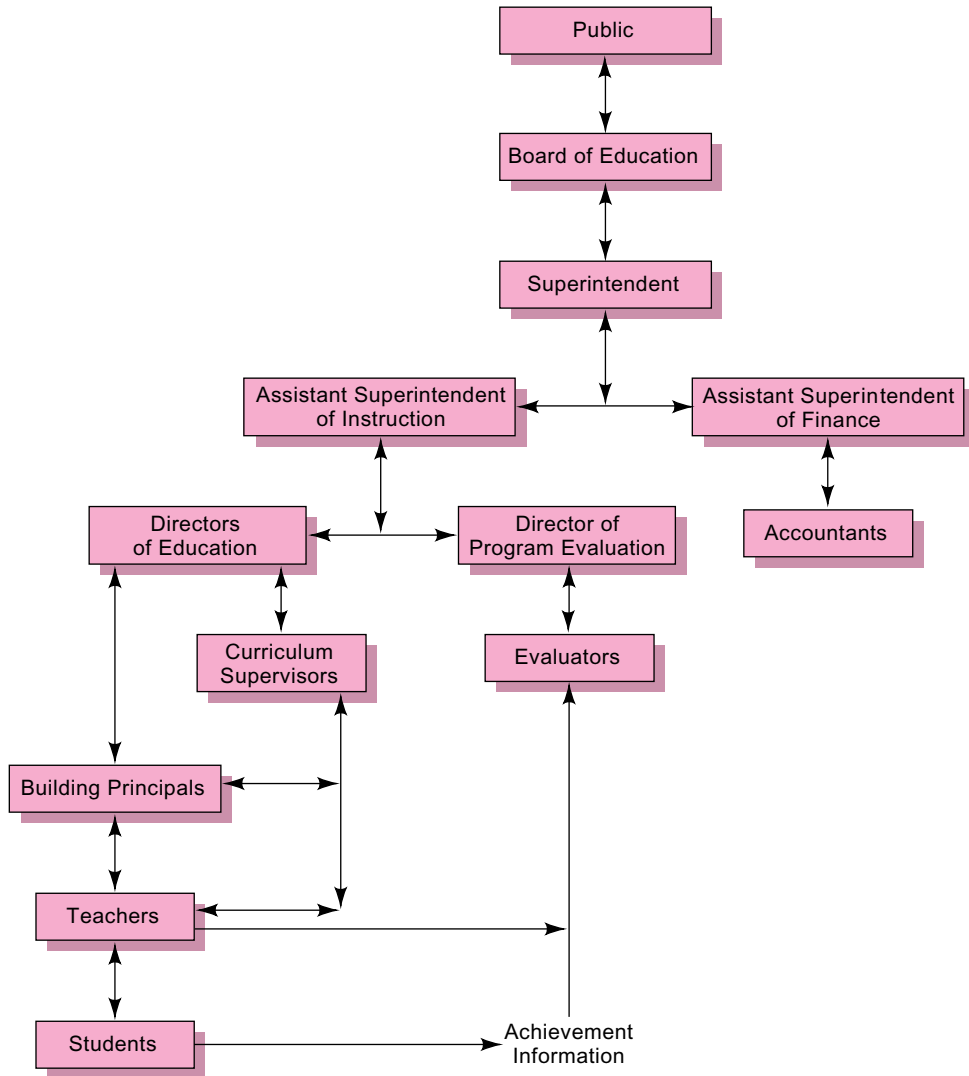 Public
Board of Education
Superintendent
Assistant Superintendent
of Instruction
Assistant Superintendent
of Finance
Directors
of Education
Director of
Program Evaluation
Accountants
Curriculum
Supervisors
Evaluators
Building Principals
Teachers
Students
Achievement
Information